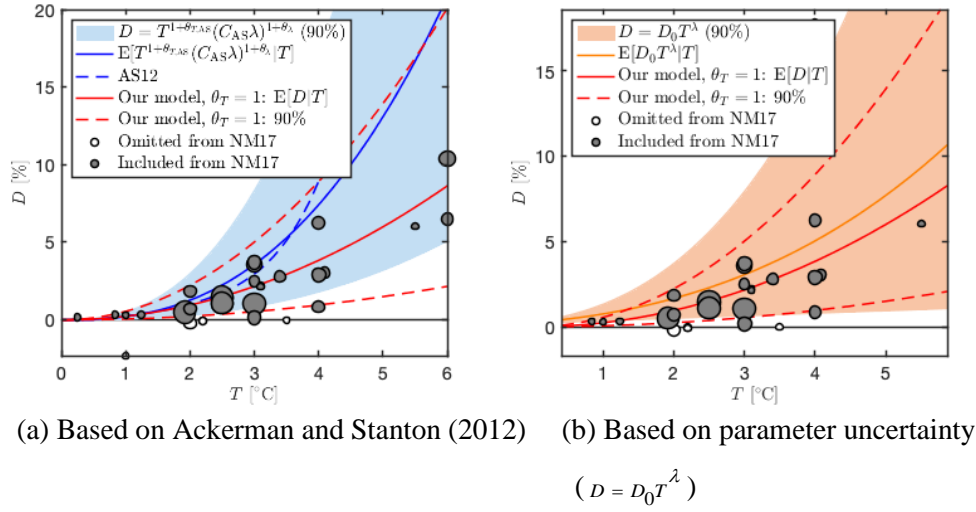 D = T^{1+θ_{T,AS}}(C_{AS}λ)^{1+θ_λ} (90%)
E[T^{1+θ_{T,AS}}(C_{AS}λ)^{1+θ_λ}|T]
AS12
Our model, θ_T = 1: E[D|T]
Our model, θ_T = 1: 90%
Omitted from NM17
Included from NM17
20
15
10
5
0
D [%]
0 1 2 3 4 5 6
T [°C]
D = D_0T^λ (90%)
E[D_0T^λ|T]
Our model, θ_T = 1: E[D|T]
Our model, θ_T = 1: 90%
Omitted from NM17
Included from NM17
15
10
5
0
D [%]
1 2 3 4 5
T [°C]
(a) Based on Ackerman and Stanton (2012)
(b) Based on parameter uncertainty
( D = D_0T^λ )